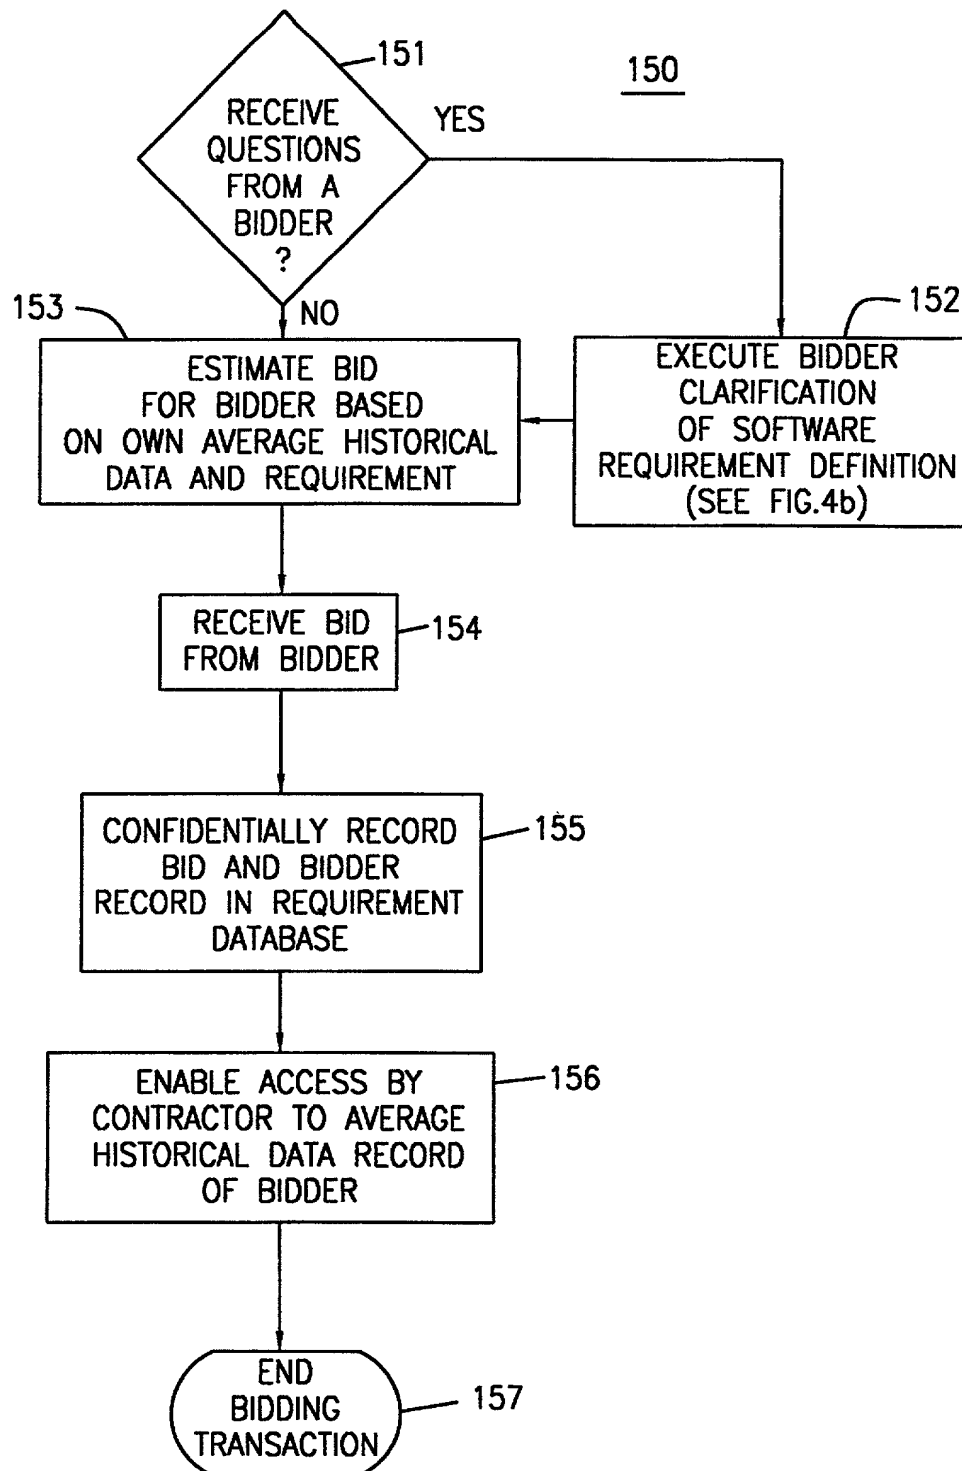 150
151
RECEIVE
QUESTIONS
FROM A
BIDDER
?
YES
NO
152
EXECUTE BIDDER
CLARIFICATION
OF SOFTWARE
REQUIREMENT DEFINITION
(SEE FIG.4b)
153
ESTIMATE BID
FOR BIDDER BASED
ON OWN AVERAGE HISTORICAL
DATA AND REQUIREMENT
RECEIVE BID
FROM BIDDER
154
CONFIDENTIALLY RECORD
BID AND BIDDER
RECORD IN REQUIREMENT
DATABASE
155
ENABLE ACCESS BY
CONTRACTOR TO AVERAGE
HISTORICAL DATA RECORD
OF BIDDER
156
END
BIDDING
TRANSACTION
157